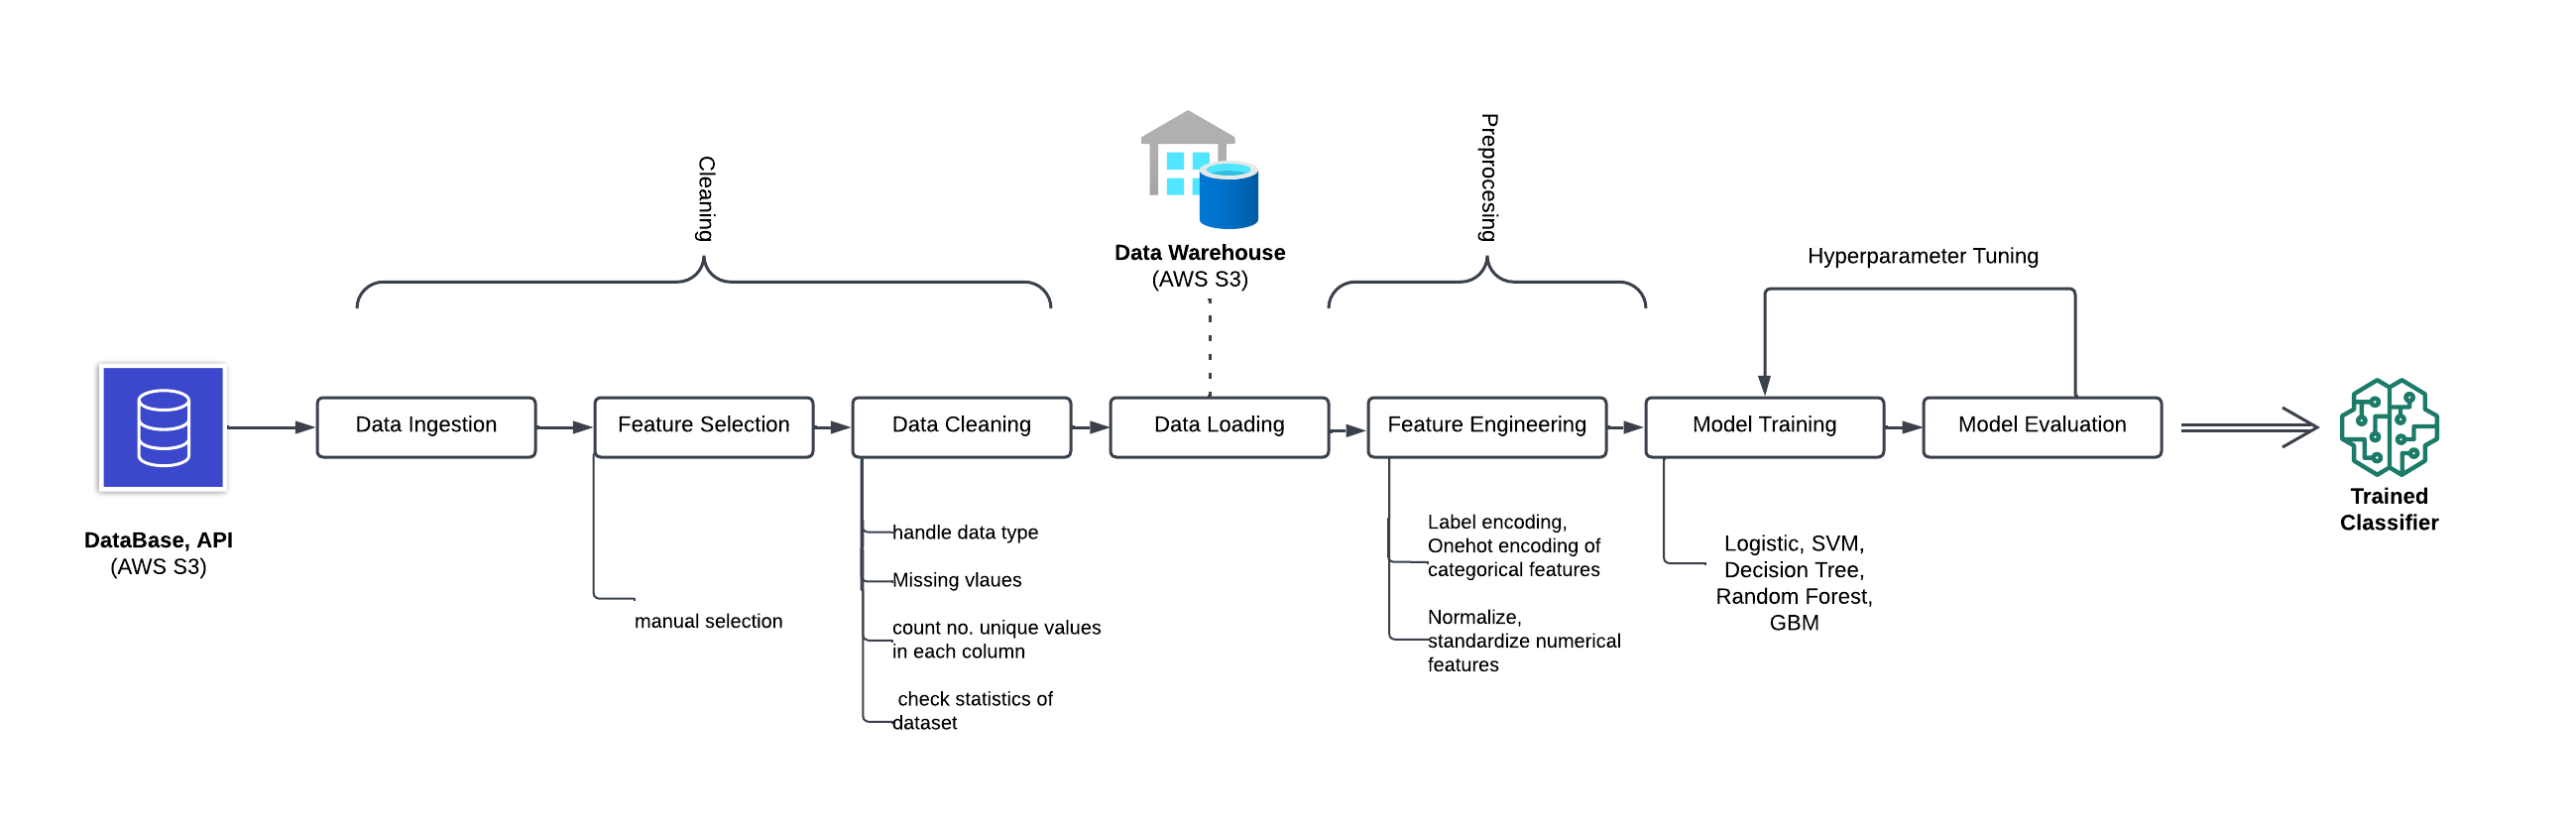 Cleaning
Data Warehouse
(AWS S3)
Preprocesing
Hyperparameter Tuning
DataBase, API
(AWS S3)
Data Ingestion
Feature Selection
Data Cleaning
Data Loading
Feature Engineering
Model Training
Model Evaluation
Trained
Classifier
manual selection
handle data type
Missing vlaues
count no. unique values
in each column
check statistics of
dataset
Label encoding,
Onehot encoding of
categorical features
Normalize,
standardize numerical
features
Logistic, SVM,
Decision Tree,
Random Forest,
GBM